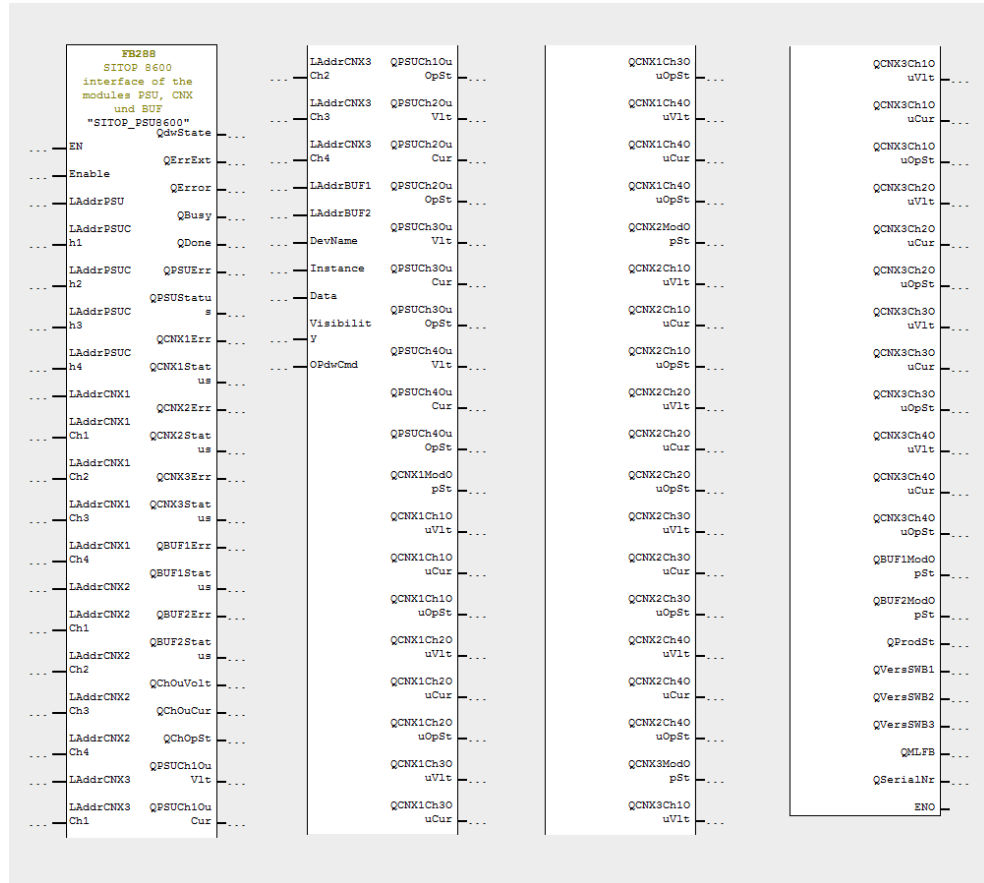 FB288
SITOP 8600
interface of the
modules PSU, CNX
und BUF
"SITOP_PSU8600"
QdwState ...
... EN
QErrExt ...
... Enable
QError ...
... LAddrPSU
QBusy ...
LAddrPSUC
... h1 QDone ...
LAddrPSUC QPSUErr ...
... h2
QPSUStatu
LAddrPSUC s ...
... h3
QCNX1Err ...
LAddrPSUC
... h4 QCNX1Stat
us ...
... LAddrCNX1
QCNX2Err ...
LAddrCNX1
... Ch1 QCNX2Stat
us ...
LAddrCNX1
... Ch2 QCNX3Err ...
LAddrCNX1 QCNX3Stat
... Ch3 us ...
LAddrCNX1 QBUF1Err ...
... Ch4
QBUF1Stat
... LAddrCNX2 us ...
LAddrCNX2 QBUF2Err ...
... Ch1
QBUF2Stat
LAddrCNX2 us ...
... Ch2
QChOuVolt ...
LAddrCNX2
... Ch3 QChOuCur ...
LAddrCNX2 QChOpSt ...
... Ch4
QPSUCh1Ou
... LAddrCNX3 Vlt ...
LAddrCNX3 QPSUCh1Ou
... Ch1 Cur ...
LAddrCNX3 QPSUCh1Ou
... Ch2 OpSt ...
LAddrCNX3 QPSUCh2Ou
... Ch3 Vlt ...
LAddrCNX3 QPSUCh2Ou
... Ch4 Cur ...
... LAddrBUF1 QPSUCh2Ou
OpSt ...
... LAddrBUF2
QPSUCh3Ou
... DevName Vlt ...
... Instance QPSUCh3Ou
Cur ...
... Data
QPSUCh3Ou
Visibilit OpSt ...
... y
QPSUCh4Ou
... OPdwCmd Vlt ...
QPSUCh4Ou
Cur ...
QPSUCh4Ou
OpSt ...
QCNX1ModO
pSt ...
QCNX1Ch1O
uVlt ...
QCNX1Ch1O
uCur ...
QCNX1Ch1O
uOpSt ...
QCNX1Ch2O
uVlt ...
QCNX1Ch2O
uCur ...
QCNX1Ch2O
uOpSt ...
QCNX1Ch3O
uVlt ...
QCNX1Ch3O
uCur ...
QCNX1Ch3O
uOpSt ...
QCNX1Ch4O
uVlt ...
QCNX1Ch4O
uCur ...
QCNX1Ch4O
uOpSt ...
QCNX2ModO
pSt ...
QCNX2Ch1O
uVlt ...
QCNX2Ch1O
uCur ...
QCNX2Ch1O
uOpSt ...
QCNX2Ch2O
uVlt ...
QCNX2Ch2O
uCur ...
QCNX2Ch2O
uOpSt ...
QCNX2Ch3O
uVlt ...
QCNX2Ch3O
uCur ...
QCNX2Ch3O
uOpSt ...
QCNX2Ch4O
uVlt ...
QCNX2Ch4O
uCur ...
QCNX2Ch4O
uOpSt ...
QCNX3ModO
pSt ...
QCNX3Ch1O
uVlt ...
QCNX3Ch1O
uVlt ...
QCNX3Ch1O
uCur ...
QCNX3Ch1O
uOpSt ...
QCNX3Ch2O
uVlt ...
QCNX3Ch2O
uCur ...
QCNX3Ch2O
uOpSt ...
QCNX3Ch3O
uVlt ...
QCNX3Ch3O
uCur ...
QCNX3Ch3O
uOpSt ...
QCNX3Ch4O
uVlt ...
QCNX3Ch4O
uCur ...
QCNX3Ch4O
uOpSt ...
QBUF1ModO
pSt ...
QBUF2ModO
pSt ...
QProdSt ...
QVersSWB1 ...
QVersSWB2 ...
QVersSWB3 ...
QMLFB ...
QSerialNr ...
ENO